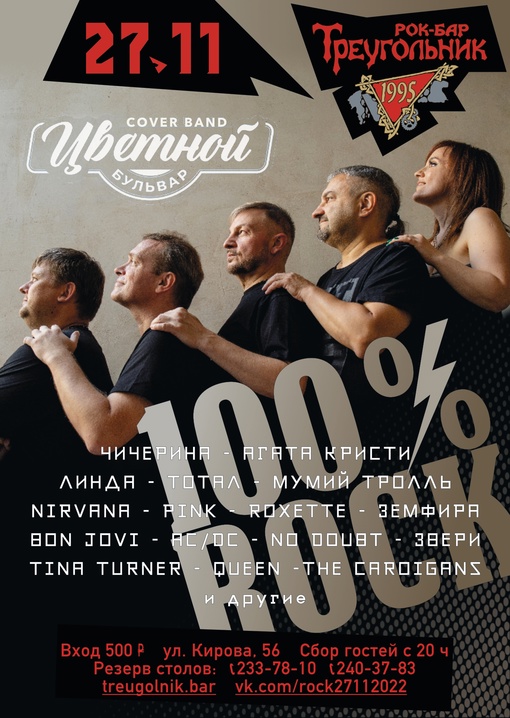 27.11
РОК-БАР
ТРЕУГОЛЬНИК
1995
COVER BAND
Цветной
БУЛЬВАР
100%
ROCK
ЧИЧЕРИНА - АГАТА КРИСТИ
ЛИНДА - ТОТАЛ - МУМИЙ ТРОЛЛЬ
NIRVANA - PINK - ROXETTE - ЗЕМФИРА
BON JOVI - AC/DC - NO DOUBT - ЗВЕРИ
TINA TURNER - QUEEN -THE CARDIGANS
и другие
Вход 500 ₽ ул. Кирова, 56 Сбор гостей с 20 ч
Резерв столов: 233-78-10 240-37-83
treugolnik.bar vk.com/rock27112022